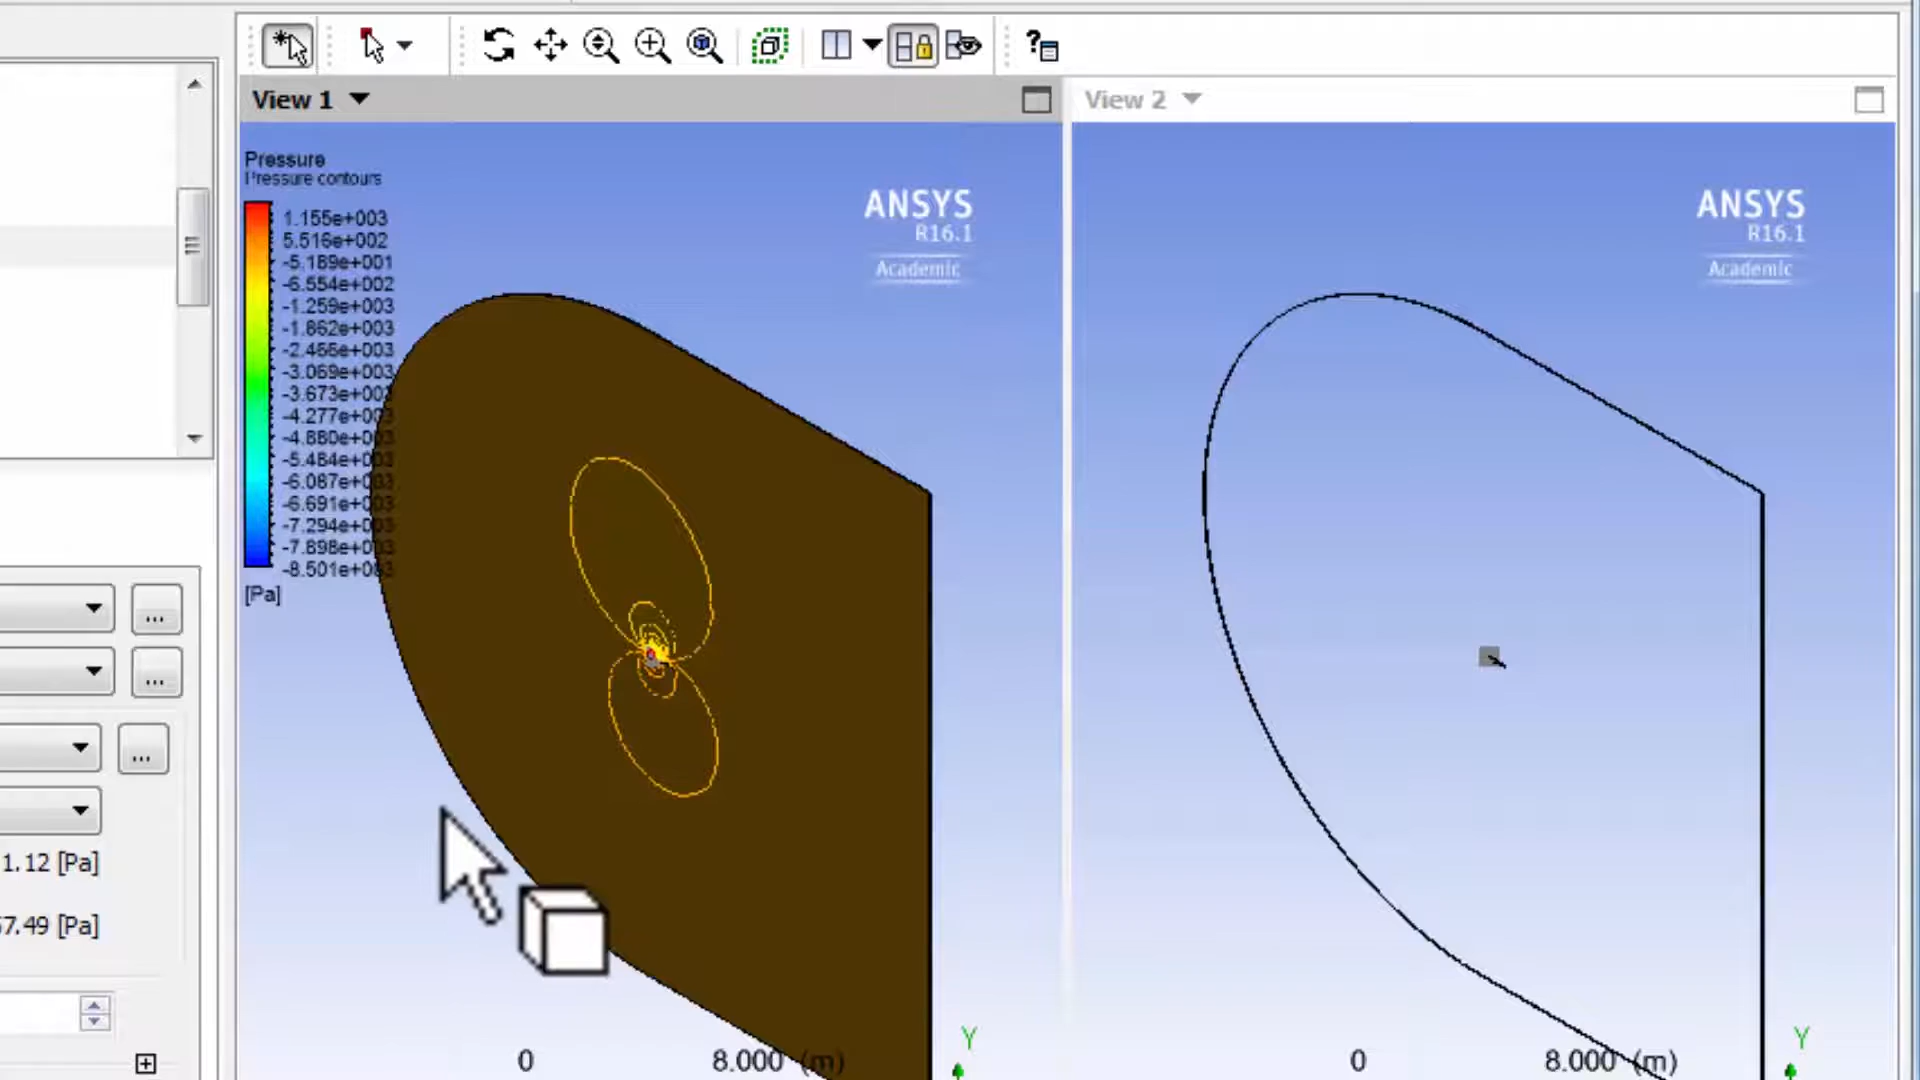 View 1
View 2
Pressure
Pressure contours
1.155e+003
5.516e+002
-5.189e+001
-6.554e+002
-1.259e+003
-1.862e+003
-2.466e+003
-3.069e+003
-3.673e+003
-4.277e+003
-4.880e+003
-5.484e+003
-6.087e+003
-6.691e+003
-7.294e+003
-7.898e+003
-8.501e+003
[Pa]
ANSYS
R16.1
Academic
ANSYS
R16.1
Academic
...
...
...
1.12 [Pa]
57.49 [Pa]
0 8.000 (m)
Y
0 8.000 (m)
Y